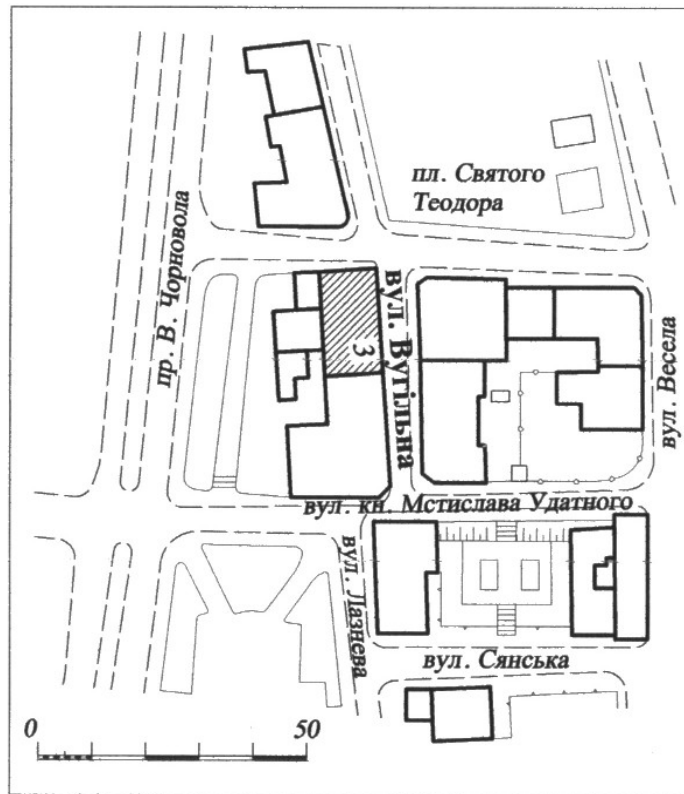 пл. Святого
Теодора
пр. В. Чорновола
вул. Вугільна
3
вул. Весела
вул. кн. Мстислава Удатного
вул. Лазнева
вул. Сянська
0
50